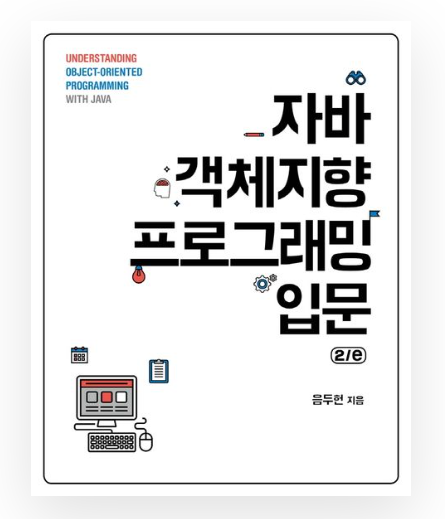 UNDERSTANDING
OBJECT-ORIENTED
PROGRAMMING
WITH JAVA
자바
객체지향
프로그래밍
입문
2/e
음두헌 지음